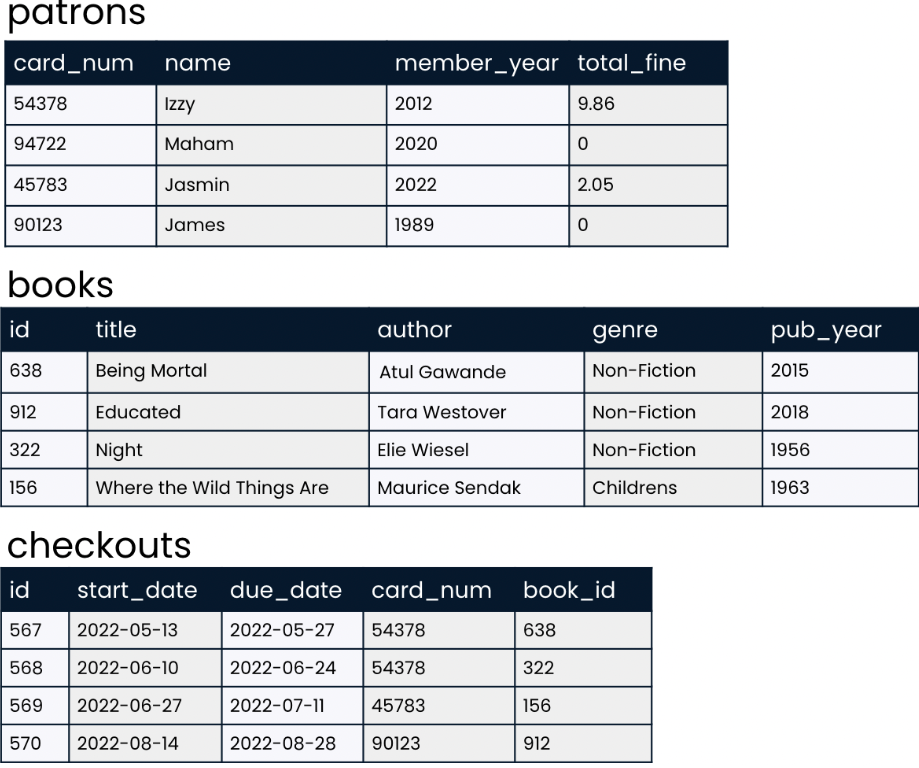 patrons
card_num name member_year total_fine
54378 Izzy 2012 9.86
94722 Maham 2020 0
45783 Jasmin 2022 2.05
90123 James 1989 0
books
id title author genre pub_year
638 Being Mortal Atul Gawande Non-Fiction 2015
912 Educated Tara Westover Non-Fiction 2018
322 Night Elie Wiesel Non-Fiction 1956
156 Where the Wild Things Are Maurice Sendak Childrens 1963
checkouts
id start_date due_date card_num book_id
567 2022-05-13 2022-05-27 54378 638
568 2022-06-10 2022-06-24 54378 322
569 2022-06-27 2022-07-11 45783 156
570 2022-08-14 2022-08-28 90123 912